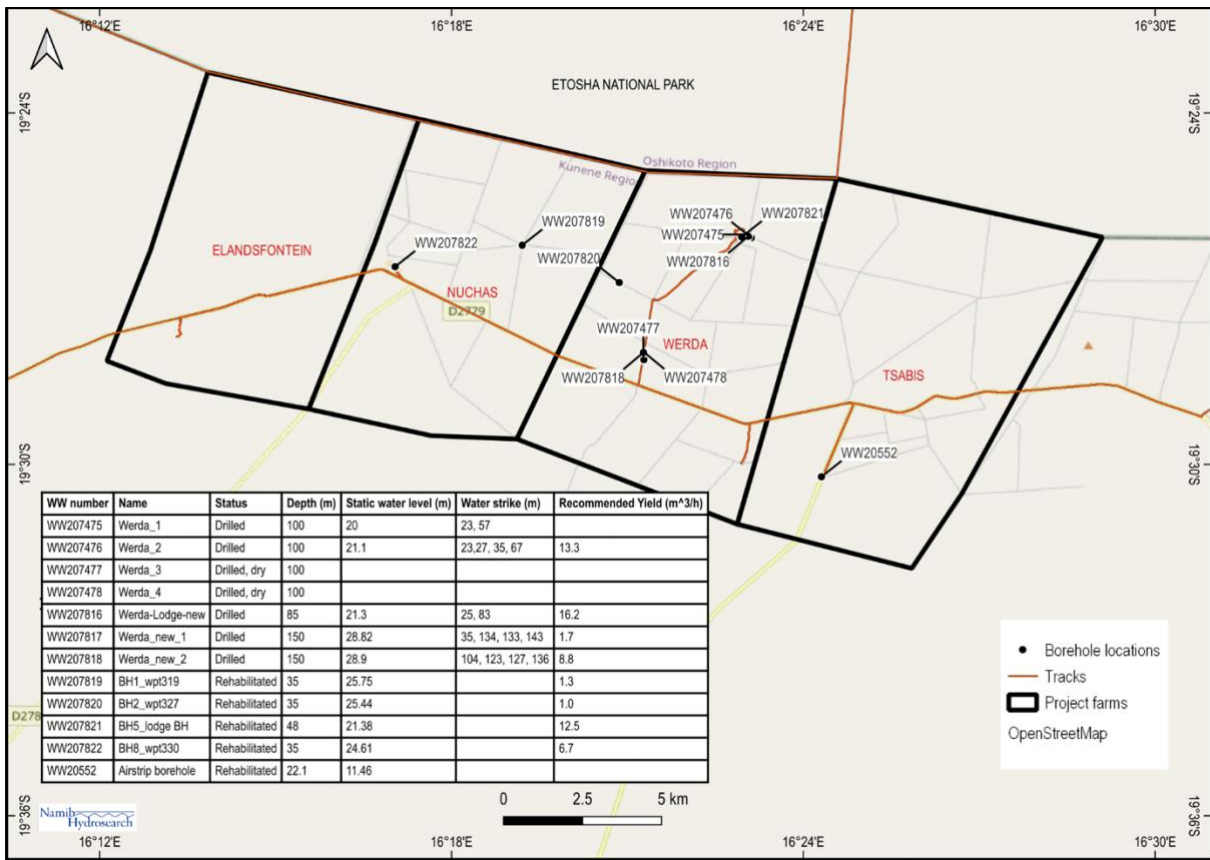 16°12'E 16°18'E 16°24'E 16°30'E
ETOSHA NATIONAL PARK
19°24'S 19°24'S
Oshikoto Region
Kunene Regio
WW207476 WW207821
WW207819
WW207475
ELANDSFONTEIN
WW207822
WW207820
WW207816
NUCHAS
D2779
WW207477
WERDA
WW207818 WW207478
TSABIS
WW20552
19°30'S 19°30'S
WW number Name Status Depth (m) Static water level (m) Water strike (m) Recommended Yield (m^3/h)
WW207475 Werda_1 Drilled 100 20 23, 57
WW207476 Werda_2 Drilled 100 21.1 23,27, 35, 67 13.3
WW207477 Werda_3 Drilled, dry 100
WW207478 Werda_4 Drilled, dry 100
WW207816 Werda-Lodge-new Drilled 85 21.3 25, 83 16.2
WW207817 Werda_new_1 Drilled 150 28.82 35, 134, 133, 143 1.7
WW207818 Werda_new_2 Drilled 150 28.9 104, 123, 127, 136 8.8
WW207819 BH1_wpt319 Rehabilitated 35 25.75 1.3
WW207820 BH2_wpt327 Rehabilitated 35 25.44 1.0
WW207821 BH5_lodge BH Rehabilitated 48 21.38 12.5
WW207822 BH8_wpt330 Rehabilitated 35 24.61 6.7
WW20552 Airstrip borehole Rehabilitated 22.1 11.46
D278
Borehole locations
Tracks
Project farms
OpenStreetMap
0 2.5 5 km
Namib
Hydrosearch
19°36'S 19°36'S
16°12'E 16°18'E 16°24'E 16°30'E